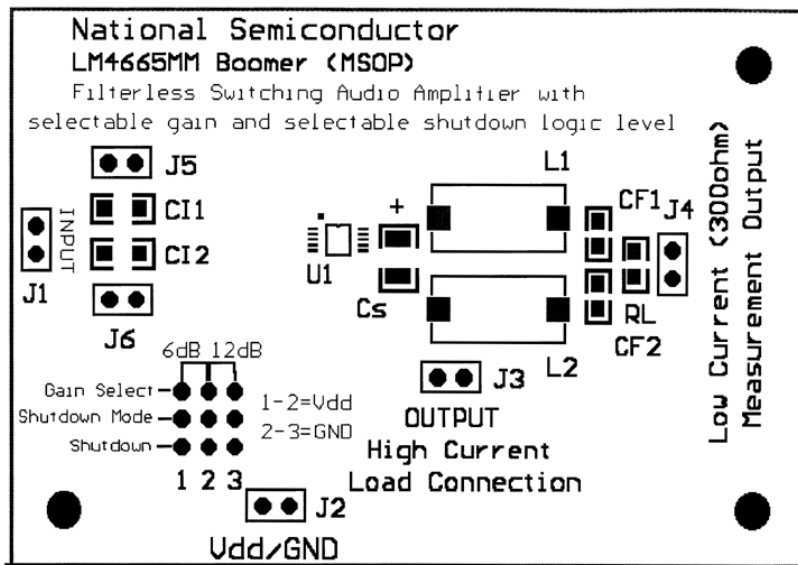 National Semiconductor
LM4665MM Boomer (MSOP)
Filterless Switching Audio Amplifier with
selectable gain and selectable shutdown logic level
J5
CI1
CI2
INPUT
J1
J6
L1
+
U1
Cs
CF1
J4
RL
CF2
L2
J3
OUTPUT
High Current
Load Connection
Low Current (300ohm)
Measurement Output
6dB 12dB
Gain Select
Shutdown Mode
Shutdown
1-2=Vdd
2-3=GND
1 2 3
J2
Vdd/GND